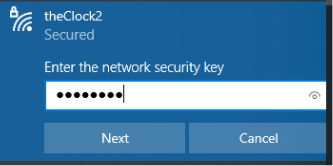 theClock2
Secured
Enter the network security key
••••••••
Next
Cancel